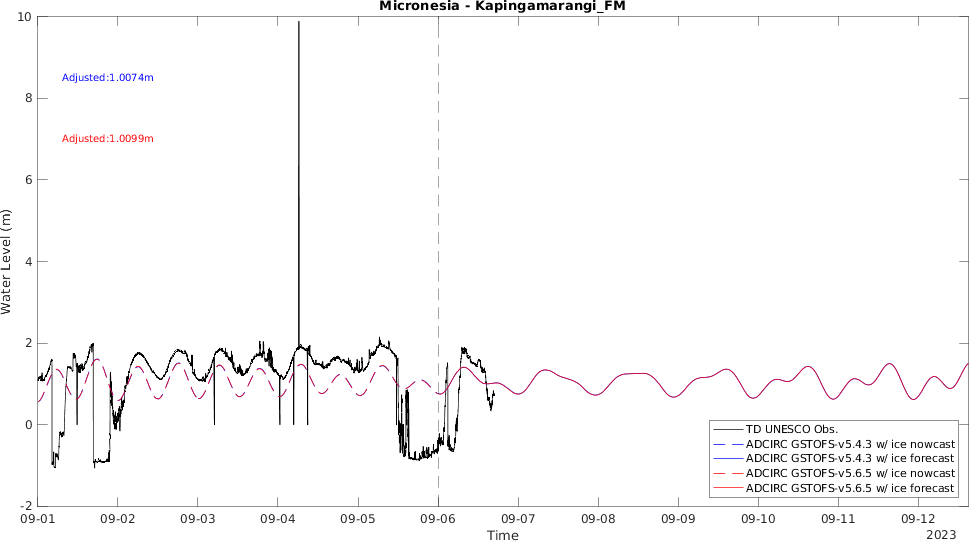 Micronesia - Kapingamarangi_FM
10
8
6
4
2
0
-2
Water Level (m)
Adjusted:1.0074m
Adjusted:1.0099m
TD UNESCO Obs.
ADCIRC GSTOFS-v5.4.3 w/ ice nowcast
ADCIRC GSTOFS-v5.4.3 w/ ice forecast
ADCIRC GSTOFS-v5.6.5 w/ ice nowcast
ADCIRC GSTOFS-v5.6.5 w/ ice forecast
09-01 09-02 09-03 09-04 09-05 09-06 09-07 09-08 09-09 09-10 09-11 09-12
Time
2023